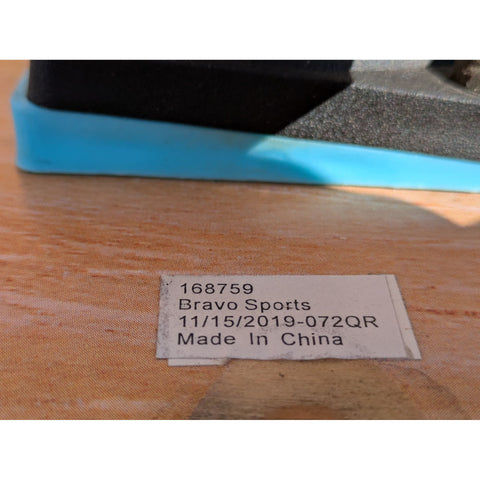 168759
Bravo Sports
11/15/2019-072QR
Made In China